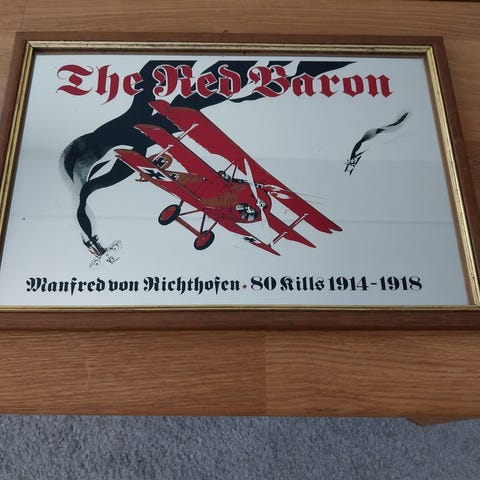 The Red Baron
Manfred von Richthofen · 80 Kills 1914-1918